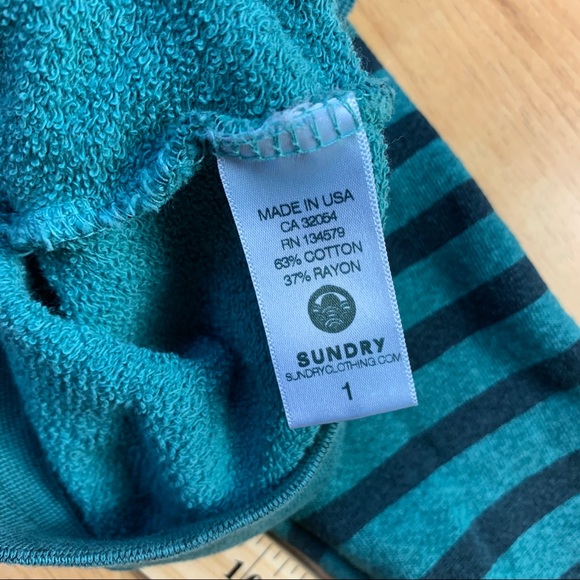 MADE IN USA
CA 32054
RN 134579
63% COTTON
37% RAYON
SUNDRY
SUNDRYCLOTHING.COM
1